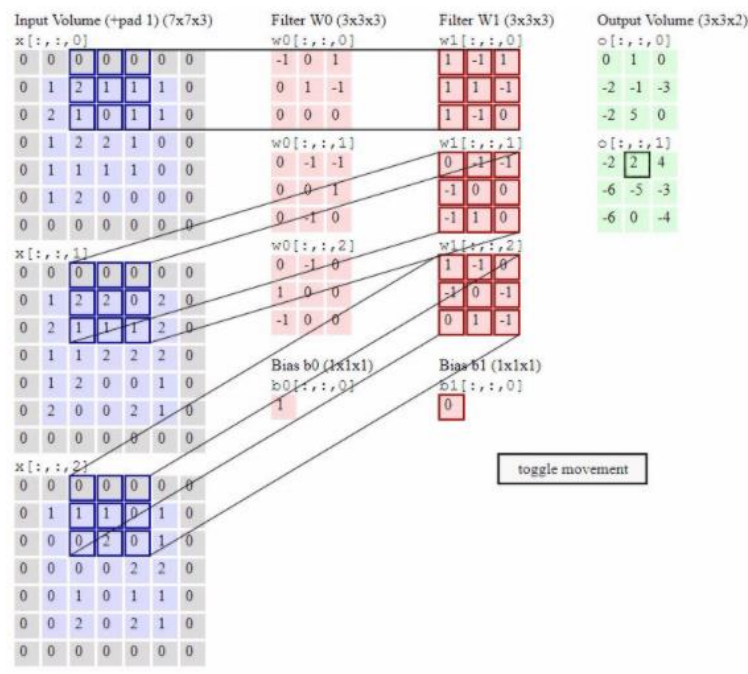 Input Volume (+pad 1) (7x7x3)
x[:,:,0]
0 0 0 0 0 0 0
0 1 2 1 1 1 0
0 2 1 0 1 1 0
0 1 2 2 1 0 0
0 1 1 1 1 0 0
0 1 2 0 0 0 0
0 0 0 0 0 0 0
x[:,:,1]
0 0 0 0 0 0 0
0 1 2 2 0 2 0
0 2 1 1 1 2 0
0 1 1 2 2 2 0
0 1 2 0 0 1 0
0 2 0 0 2 1 0
0 0 0 0 0 0 0
x[:,:,2]
0 0 0 0 0 0 0
0 1 1 1 0 1 0
0 0 0 2 0 1 0
0 0 0 0 2 2 0
0 0 1 0 1 1 0
0 0 2 0 2 1 0
0 0 0 0 0 0 0
Filter W0 (3x3x3)
w0[:,:,0]
-1 0 1
0 1 -1
0 0 0
w0[:,:,1]
0 -1 -1
0 0 1
0 -1 0
w0[:,:,2]
0 -1 0
1 0 0
-1 0 0
Bias b0 (1x1x1)
b0[:,:,0]
1
Filter W1 (3x3x3)
w1[:,:,0]
1 -1 1
1 1 -1
1 -1 0
w1[:,:,1]
0 -1 -1
-1 0 0
-1 1 0
w1[:,:,2]
1 -1 0
-1 0 -1
0 1 -1
Bias b1 (1x1x1)
b1[:,:,0]
0
Output Volume (3x3x2)
o[:,:,0]
0 1 0
-2 -1 -3
-2 5 0
o[:,:,1]
-2 2 4
-6 -5 -3
-6 0 -4
toggle movement